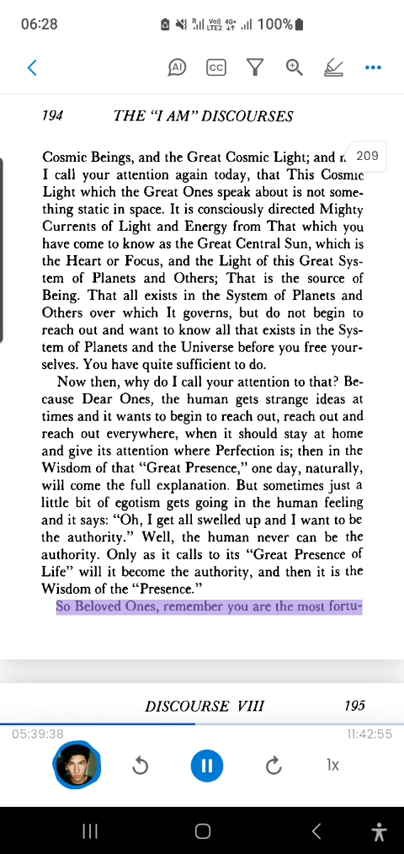 06:28
Vo) 4G+
LTE2
100%
AI
CC
194 THE “I AM” DISCOURSES
209
Cosmic Beings, and the Great Cosmic Light; and
I call your attention again today, that This Cosmic
Light which the Great Ones speak about is not some-
thing static in space. It is consciously directed Mighty
Currents of Light and Energy from That which you
have come to know as the Great Central Sun, which is
the Heart or Focus, and the Light of this Great Sys-
tem of Planets and Others; That is the source of
Being. That all exists in the System of Planets and
Others over which It governs, but do not begin to
reach out and want to know all that exists in the Sys-
tem of Planets and the Universe before you free your-
selves. You have quite sufficient to do.
Now then, why do I call your attention to that? Be-
cause Dear Ones, the human gets strange ideas at
times and it wants to begin to reach out, reach out and
reach out everywhere, when it should stay at home
and give its attention where Perfection is; then in the
Wisdom of that “Great Presence,” one day, naturally,
will come the full explanation. But sometimes just a
little bit of egotism gets going in the human feeling
and it says: “Oh, I get all swelled up and I want to be
the authority.” Well, the human never can be the
authority. Only as it calls to its “Great Presence of
Life” will it become the authority, and then it is the
Wisdom of the “Presence.”
So Beloved Ones, remember you are the most fortu-
DISCOURSE VIII 195
05:39:38 11:42:55
1x